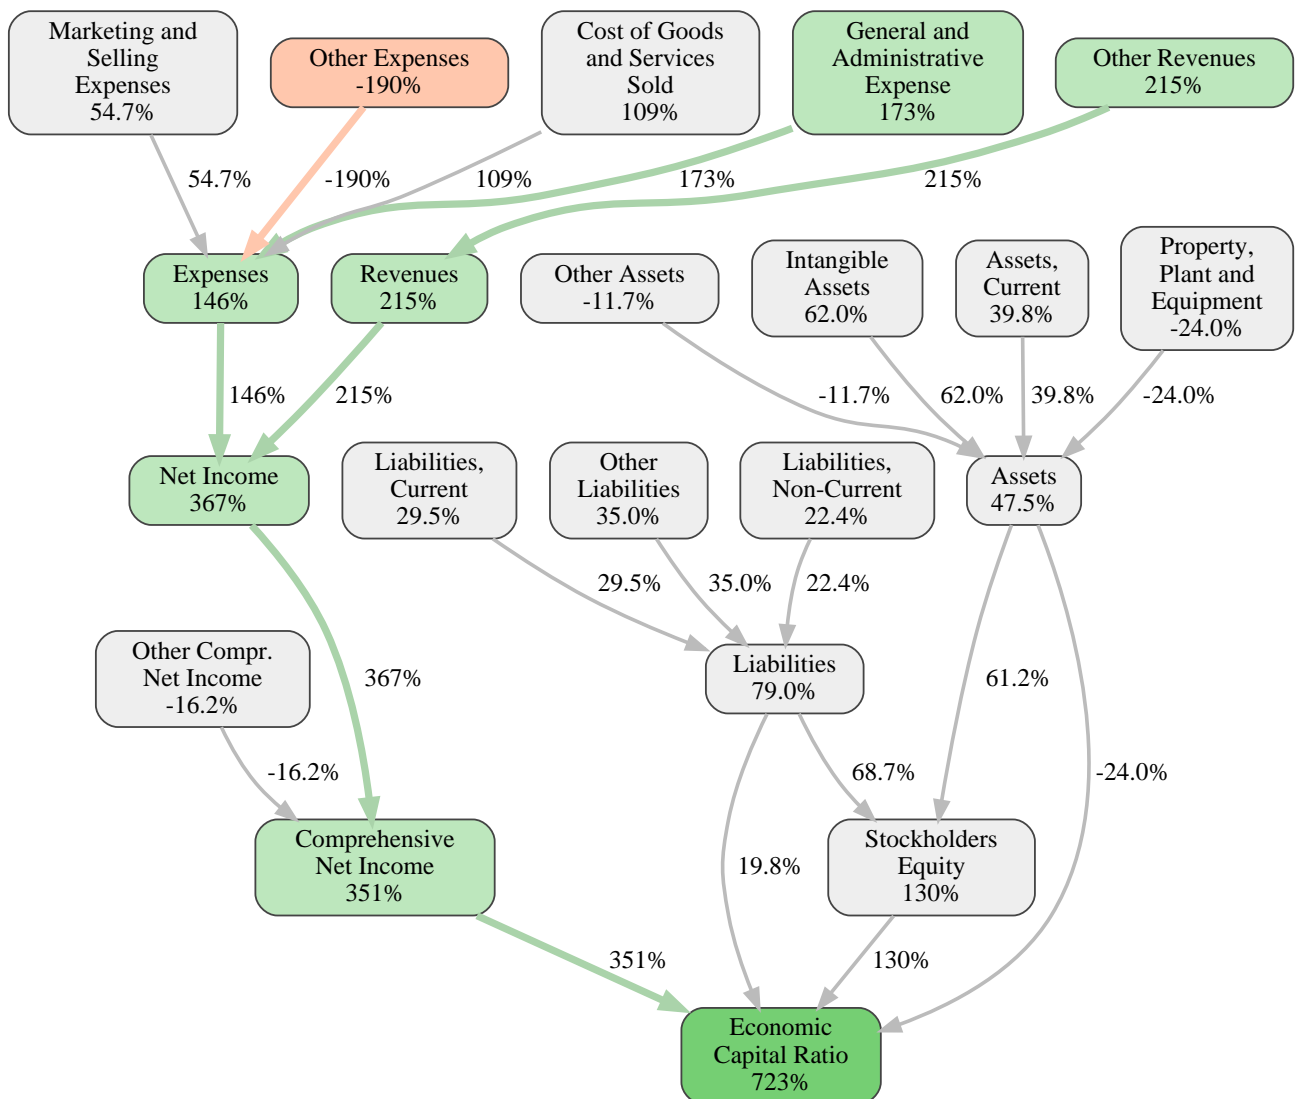 Marketing and
Selling
Expenses
54.7%
Other Expenses
-190%
Cost of Goods
and Services
Sold
109%
General and
Administrative
Expense
173%
Other Revenues
215%
54.7%
-190%
109%
173%
215%
Expenses
146%
Revenues
215%
Other Assets
-11.7%
Intangible
Assets
62.0%
Assets,
Current
39.8%
Property,
Plant and
Equipment
-24.0%
146%
215%
-11.7%
62.0%
39.8%
-24.0%
Net Income
367%
Liabilities,
Current
29.5%
Other
Liabilities
35.0%
Liabilities,
Non-Current
22.4%
Assets
47.5%
29.5%
35.0%
22.4%
Other Compr.
Net Income
-16.2%
367%
Liabilities
79.0%
61.2%
-16.2%
68.7%
-24.0%
Comprehensive
Net Income
351%
19.8%
Stockholders
Equity
130%
351%
130%
Economic
Capital Ratio
723%